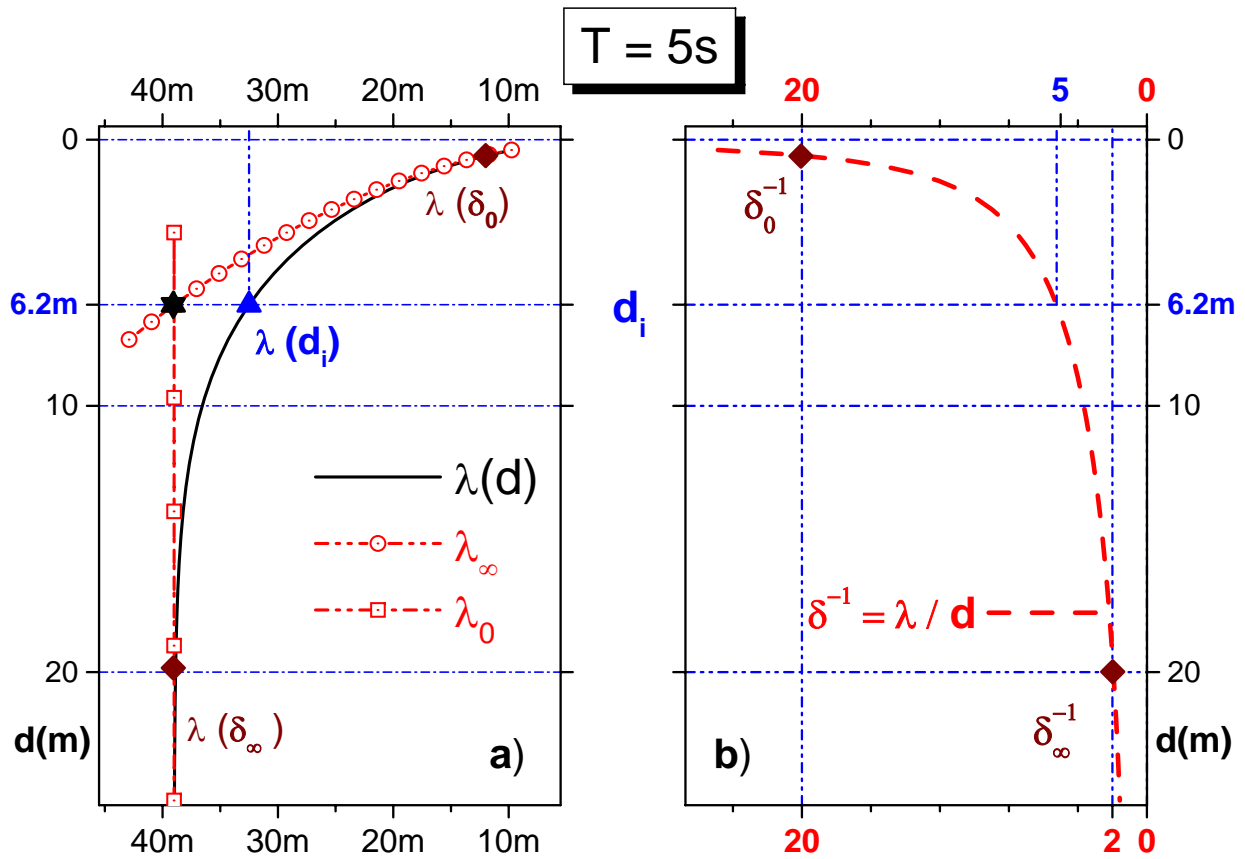 T = 5s
40m 30m 20m 10m
20 5 0
0
0
δ₀⁻¹
λ (δ₀)
6.2m
dᵢ
6.2m
λ (dᵢ)
10
10
λ(d)
λ∞
λ₀
δ⁻¹ = λ / d
20
20
λ (δ∞)
δ∞⁻¹
d(m)
a)
b)
d(m)
40m 30m 20m 10m
20 2 0